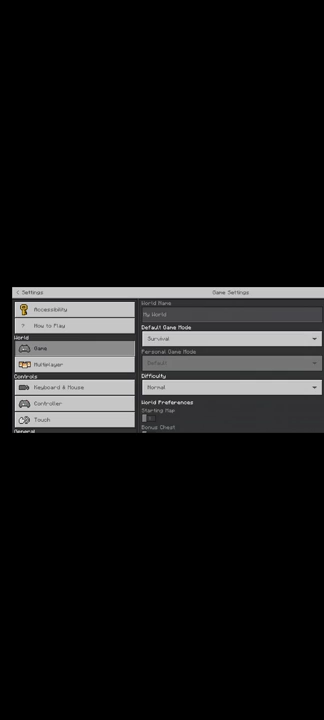 < Settings
Game Settings
Accessibility
? How to Play
World
Game
Multiplayer
Controls
Keyboard & Mouse
Controller
Touch
General
World Name
My World
Default Game Mode
Survival
Personal Game Mode
Default
Difficulty
Normal
World Preferences
Starting Map
Bonus Chest